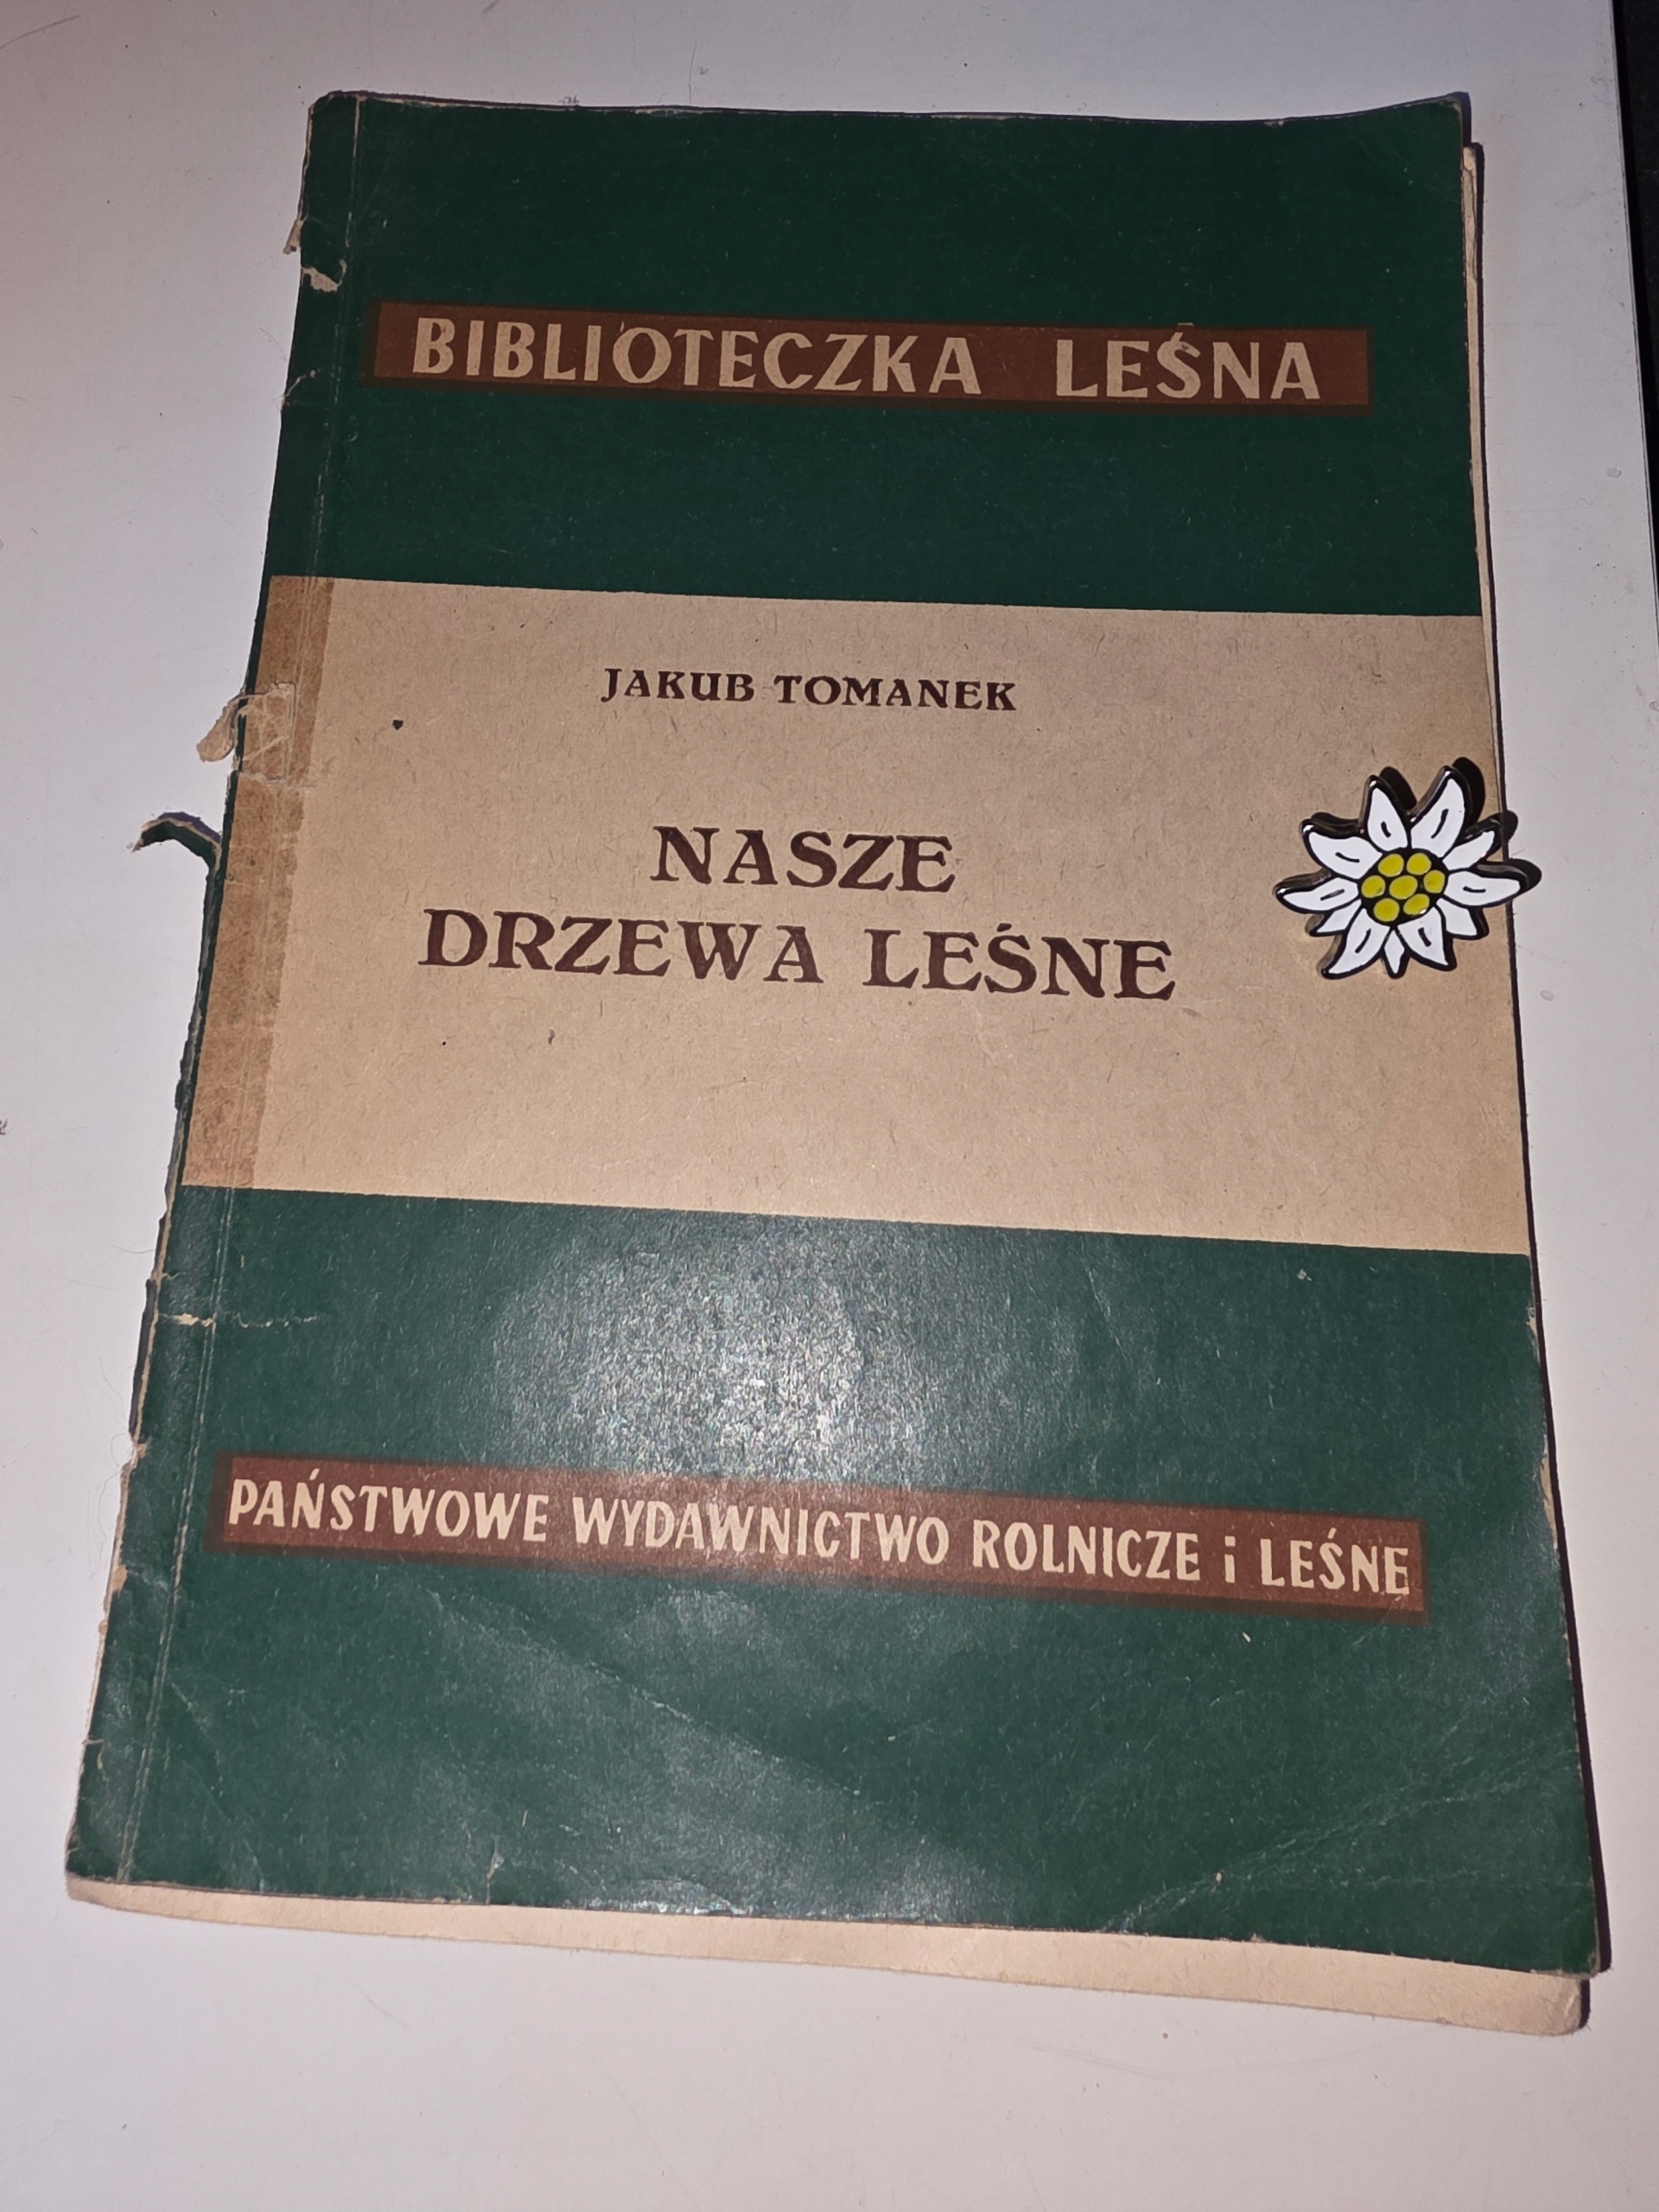 BIBLIOTECZKA LEŚNA
JAKUB TOMANEK
NASZE
DRZEWA LEŚNE
PAŃSTWOWE WYDAWNICTWO ROLNICZE i LEŚNE